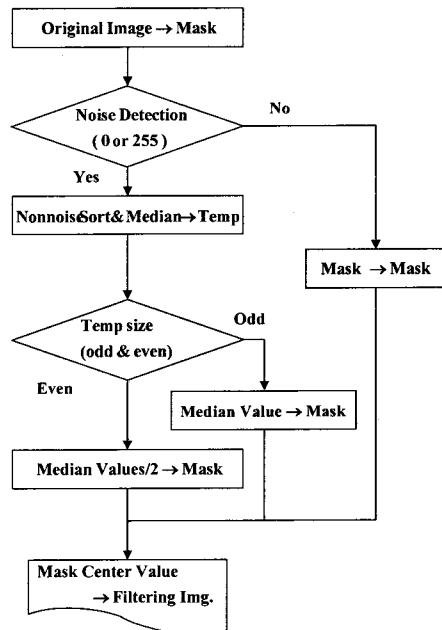 Original Image → Mask
Noise Detection
( 0 or 255 )
No
Yes
NonnoiseSort& Median→Temp
Mask → Mask
Temp size
(odd & even)
Odd
Even
Median Value → Mask
Median Values/2 → Mask
Mask Center Value
→ Filtering Img.